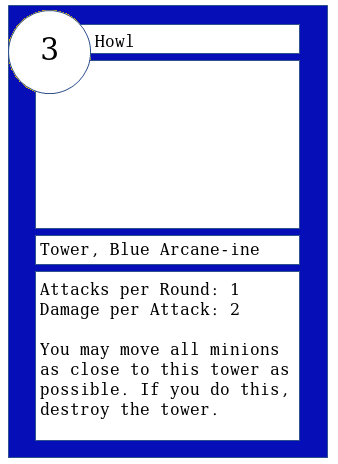 3
Howl
Tower, Blue Arcane-ine
Attacks per Round: 1
Damage per Attack: 2
You may move all minions
as close to this tower as
possible. If you do this,
destroy the tower.